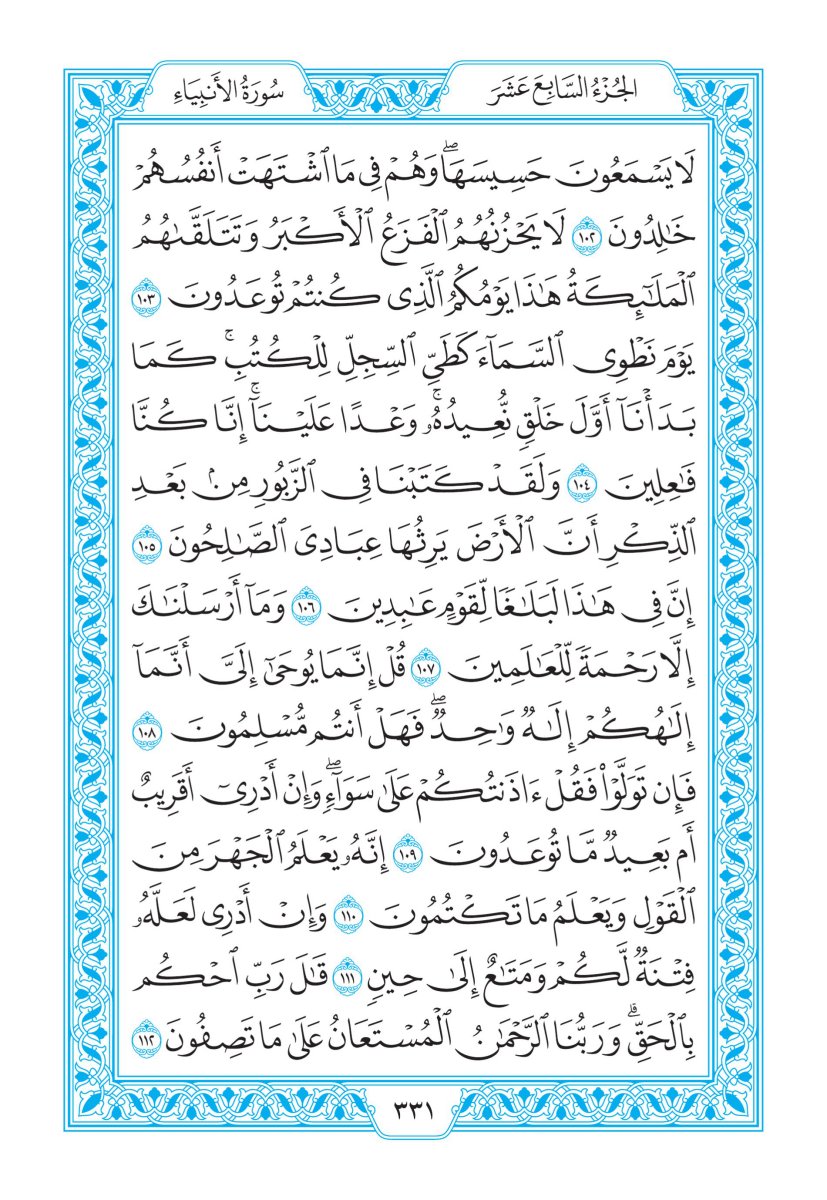 الجُزْءُ السَّابِعَ عَشَرَ
سُورَةُ الأَنبِيَاءِ
لَا يَسْمَعُونَ حَسِيسَهَاۖ وَهُمْ فِي مَا ٱشْتَهَتْ أَنفُسُهُمْ
خَٰلِدُونَ ١٠٢ لَا يَحْزُنُهُمُ ٱلْفَزَعُ ٱلْأَكْبَرُ وَتَتَلَقَّىٰهُمُ
ٱلْمَلَٰٓئِكَةُ هَٰذَا يَوْمُكُمُ ٱلَّذِي كُنتُمْ تُوعَدُونَ ١٠٣
يَوْمَ نَطْوِي ٱلسَّمَآءَ كَطَيِّ ٱلسِّجِلِّ لِلْكُتُبِۚ كَمَا
بَدَأْنَآ أَوَّلَ خَلْقٍ نُّعِيدُهُۥۚ وَعْدًا عَلَيْنَآۚ إِنَّا كُنَّا
فَٰعِلِينَ ١٠٤ وَلَقَدْ كَتَبْنَا فِي ٱلزَّبُورِ مِنۢ بَعْدِ
ٱلذِّكْرِ أَنَّ ٱلْأَرْضَ يَرِثُهَا عِبَادِيَ ٱلصَّٰلِحُونَ ١٠٥
إِنَّ فِي هَٰذَا لَبَلَٰغًا لِّقَوْمٍ عَٰبِدِينَ ١٠٦ وَمَآ أَرْسَلْنَٰكَ
إِلَّا رَحْمَةً لِّلْعَٰلَمِينَ ١٠٧ قُلْ إِنَّمَا يُوحَىٰٓ إِلَيَّ أَنَّمَآ
إِلَٰهُكُمْ إِلَٰهٌ وَٰحِدٌۖ فَهَلْ أَنتُم مُّسْلِمُونَ ١٠٨
فَإِن تَوَلَّوْاْ فَقُلْ ءَاذَنتُكُمْ عَلَىٰ سَوَآءٍۖ وَإِنْ أَدْرِيٓ أَقَرِيبٌ
أَم بَعِيدٌ مَّا تُوعَدُونَ ١٠٩ إِنَّهُۥ يَعْلَمُ ٱلْجَهْرَ مِنَ
ٱلْقَوْلِ وَيَعْلَمُ مَا تَكْتُمُونَ ١١٠ وَإِنْ أَدْرِي لَعَلَّهُۥ
فِتْنَةٌ لَّكُمْ وَمَتَٰعٌ إِلَىٰ حِينٍ ١١١ قَٰلَ رَبِّ ٱحْكُم
بِٱلْحَقِّۗ وَرَبُّنَا ٱلرَّحْمَٰنُ ٱلْمُسْتَعَانُ عَلَىٰ مَا تَصِفُونَ ١١٢
٣٣١